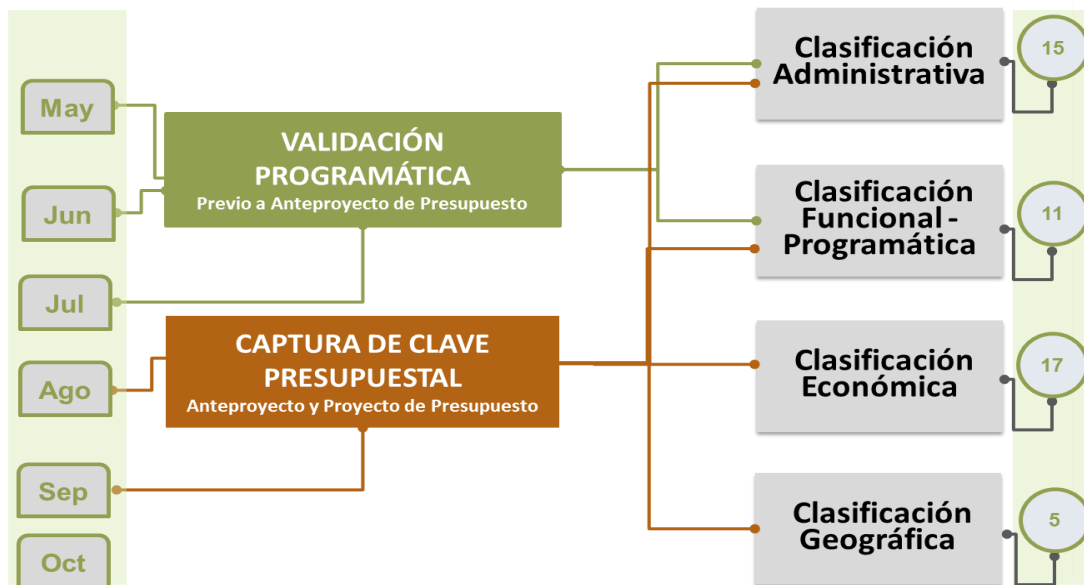 May
Jun
Jul
Ago
Sep
Oct
VALIDACIÓN
PROGRAMÁTICA
Previo a Anteproyecto de Presupuesto
CAPTURA DE CLAVE
PRESUPUESTAL
Anteproyecto y Proyecto de Presupuesto
Clasificación
Administrativa
15
Clasificación
Funcional -
Programática
11
Clasificación
Económica
17
Clasificación
Geográfica
5